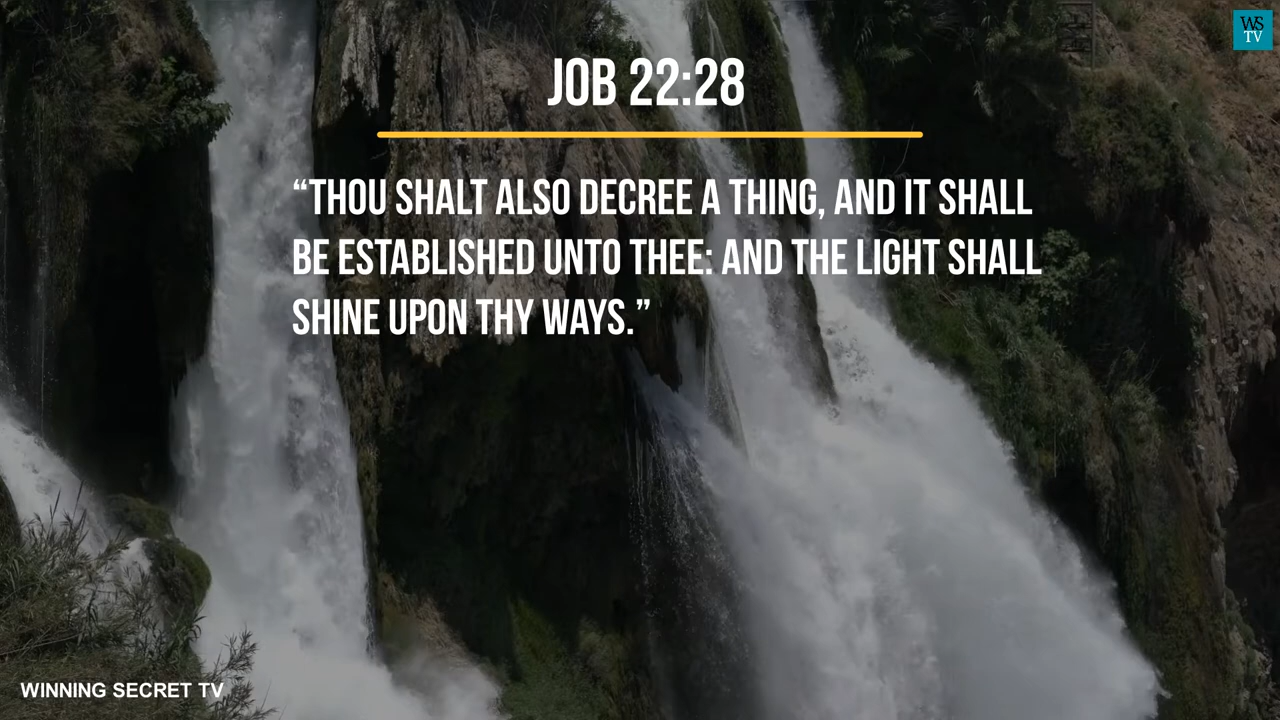 WS
TV
JOB 22:28
“THOU SHALT ALSO DECREE A THING, AND IT SHALL
BE ESTABLISHED UNTO THEE: AND THE LIGHT SHALL
SHINE UPON THY WAYS.”
WINNING SECRET TV